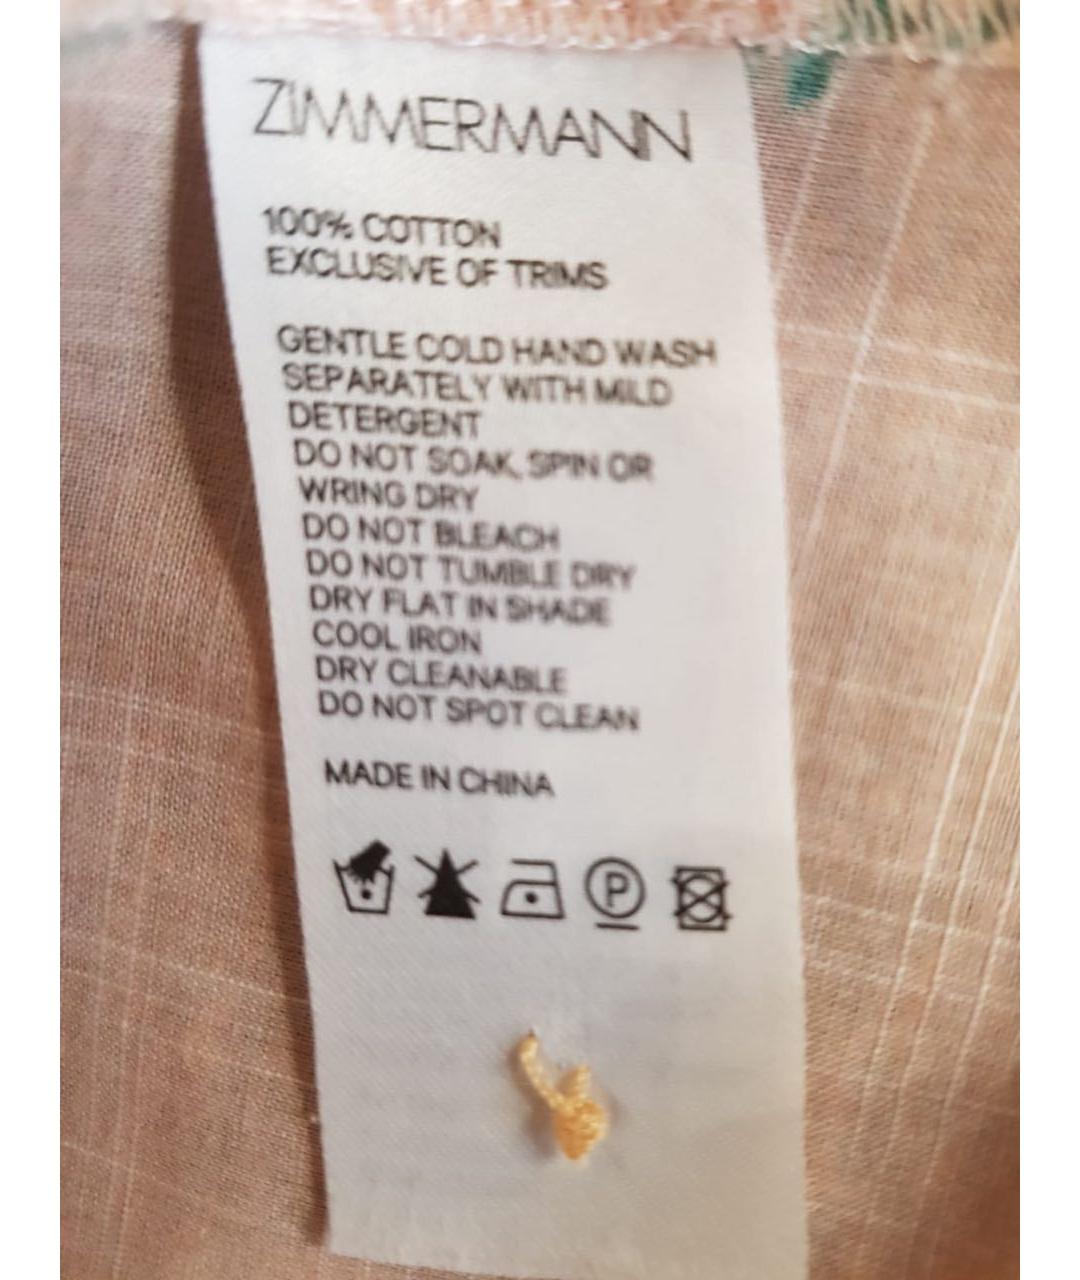 ZIMMERMANN
100% COTTON
EXCLUSIVE OF TRIMS
GENTLE COLD HAND WASH
SEPARATELY WITH MILD
DETERGENT
DO NOT SOAK, SPIN OR
WRING DRY
DO NOT BLEACH
DO NOT TUMBLE DRY
DRY FLAT IN SHADE
COOL IRON
DRY CLEANABLE
DO NOT SPOT CLEAN
MADE IN CHINA
P